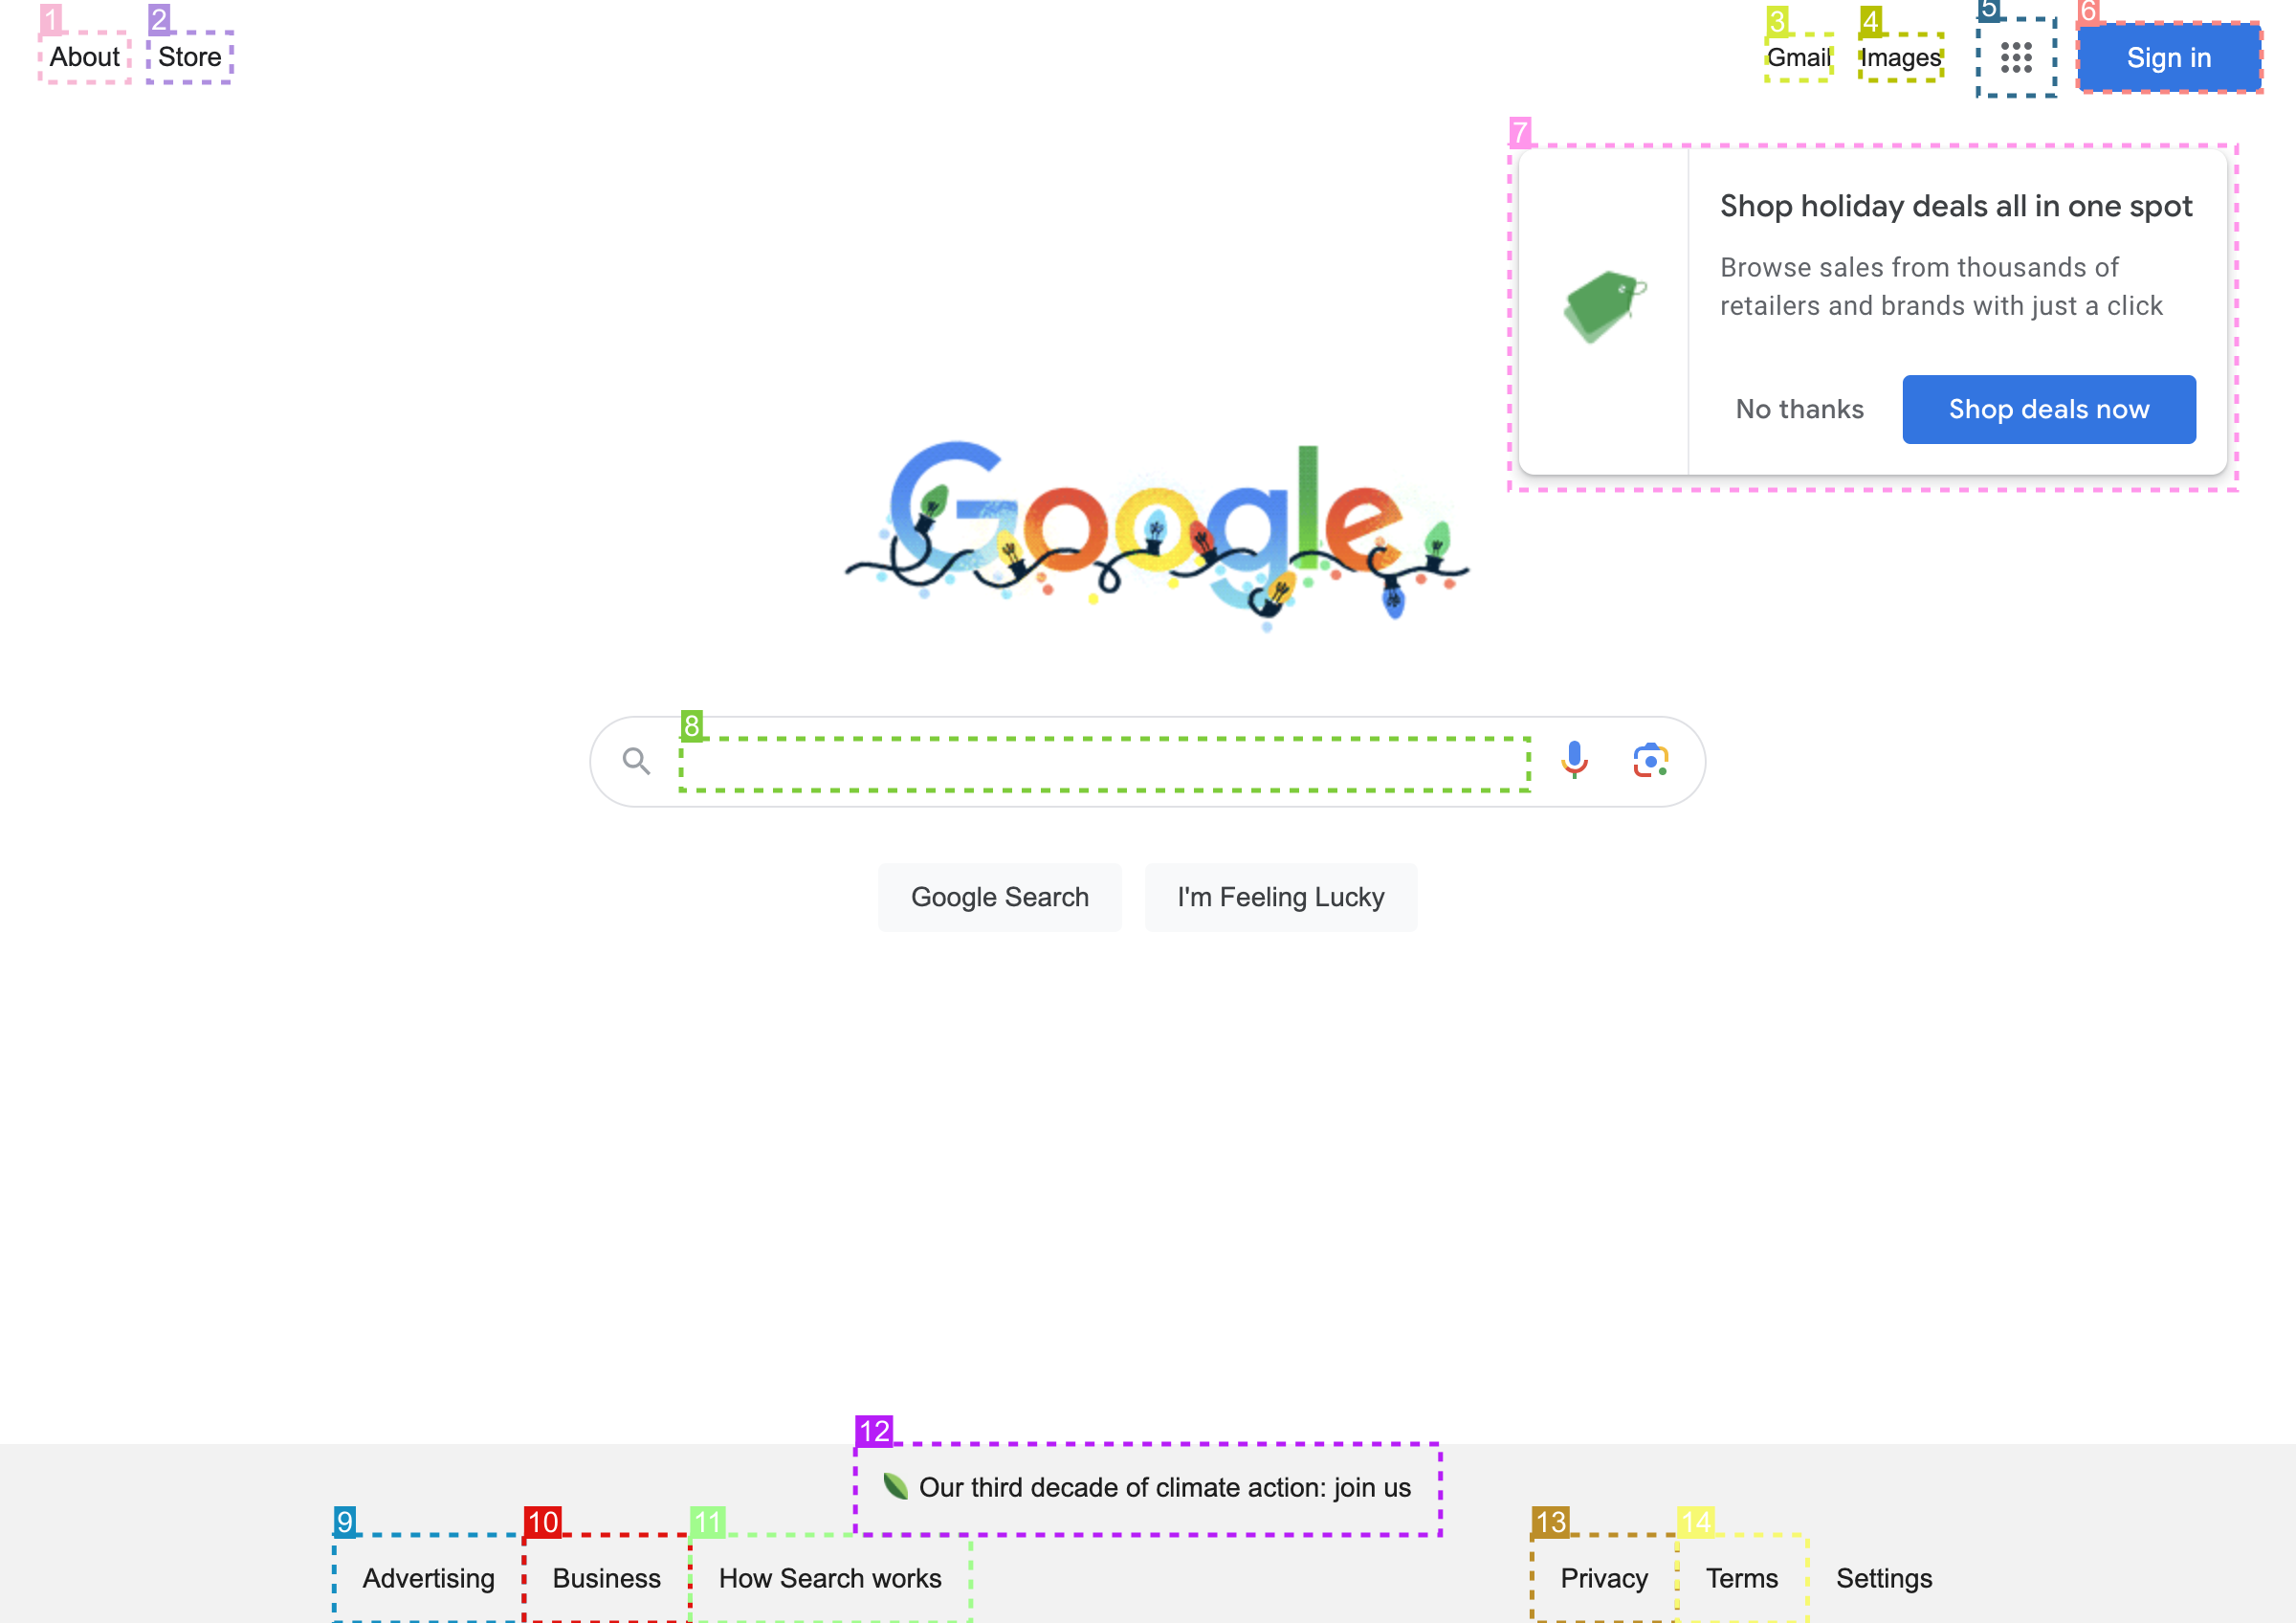 1
About
2
Store
3
Gmail
4
Images
5
6
Sign in
7
Shop holiday deals all in one spot
Browse sales from thousands of
retailers and brands with just a click
No thanks
Shop deals now
Google
8
Google Search
I'm Feeling Lucky
12
Our third decade of climate action: join us
9
Advertising
10
Business
11
How Search works
13
Privacy
14
Terms
Settings